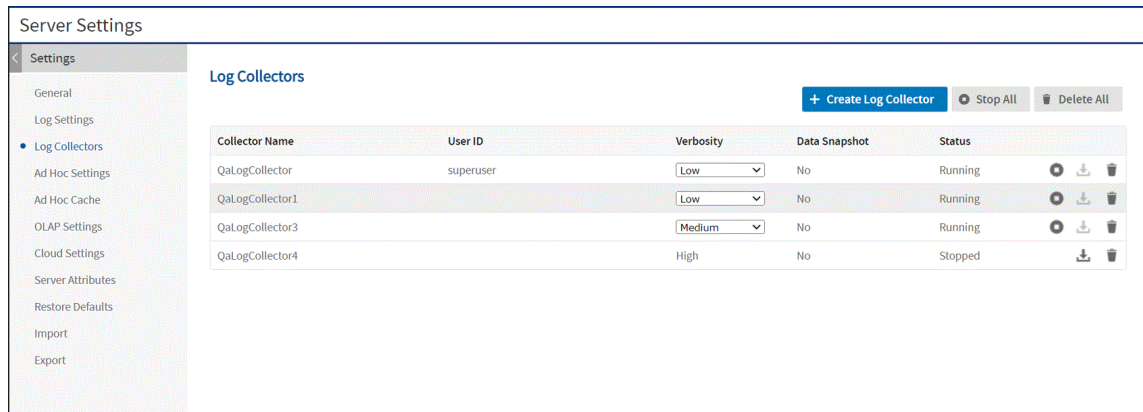 Server Settings
Settings
General
Log Settings
Log Collectors
Ad Hoc Settings
Ad Hoc Cache
OLAP Settings
Cloud Settings
Server Attributes
Restore Defaults
Import
Export
Log Collectors
Create Log Collector Stop All Delete All
Collector Name User ID Verbosity Data Snapshot Status
QaLogCollector superuser Low No Running
QaLogCollector1 Low No Running
QaLogCollector3 Medium No Running
QaLogCollector4 High No Stopped